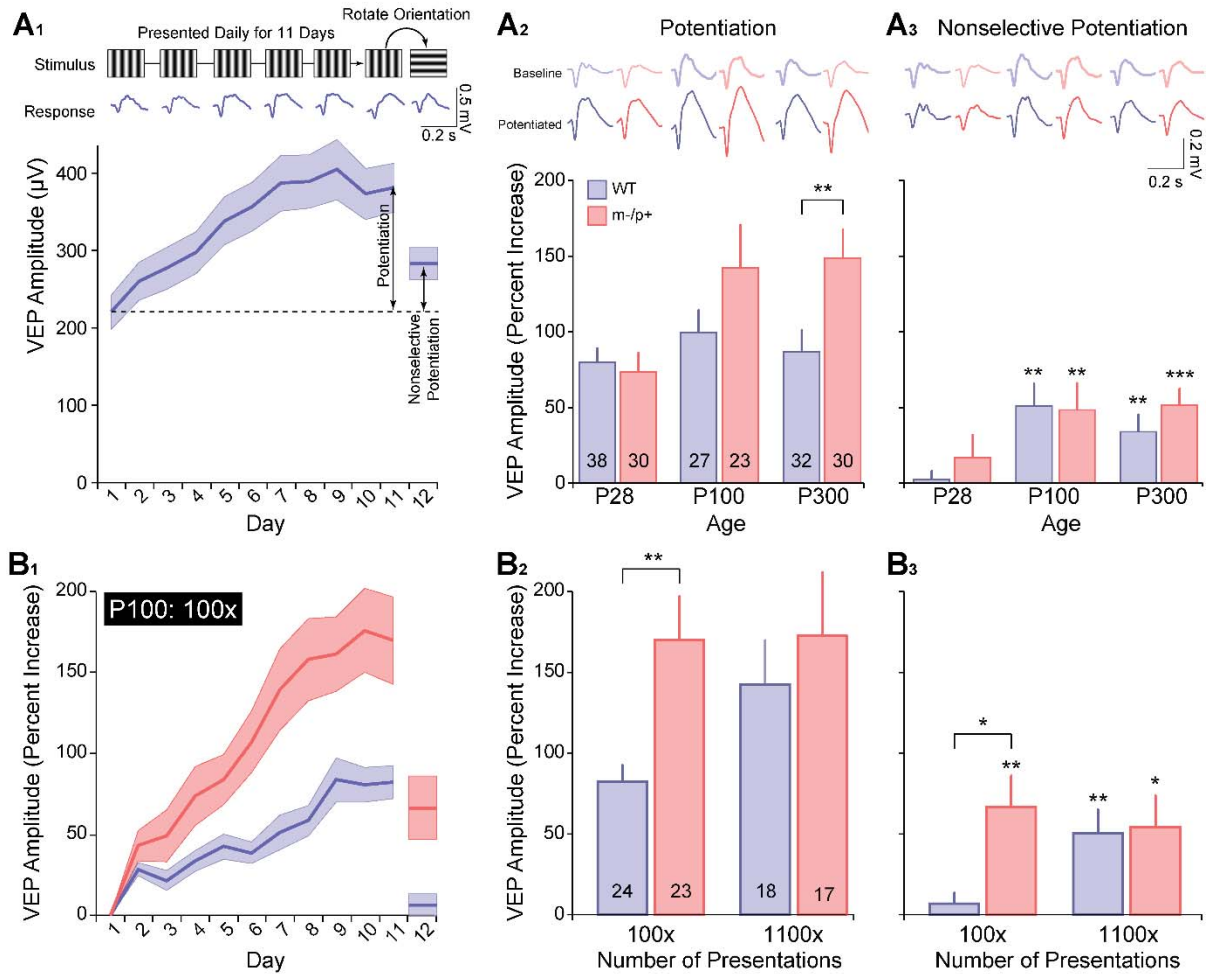 A1
Rotate Orientation
Presented Daily for 11 Days
Stimulus
Response
0.5 mV
0.2 s
VEP Amplitude (µV)
400
300
200
100
0
Potentiation
Nonselective
Potentiation
1 2 3 4 5 6 7 8 9 10 11 12
Day
A2
Potentiation
Baseline
Potentiated
VEP Amplitude (Percent Increase)
200
150
100
50
0
WT
m-/p+
**
38 30 27 23 32 30
P28 P100 P300
Age
A3
Nonselective Potentiation
0.2 mV
0.2 s
** ** ** ***
P28 P100 P300
Age
B1
P100: 100x
VEP Amplitude (Percent Increase)
200
150
100
50
0
1 2 3 4 5 6 7 8 9 10 11 12
Day
B2
VEP Amplitude (Percent Increase)
200
150
100
50
0
**
24 23 18 17
100x 1100x
Number of Presentations
B3
*
** ** *
100x 1100x
Number of Presentations